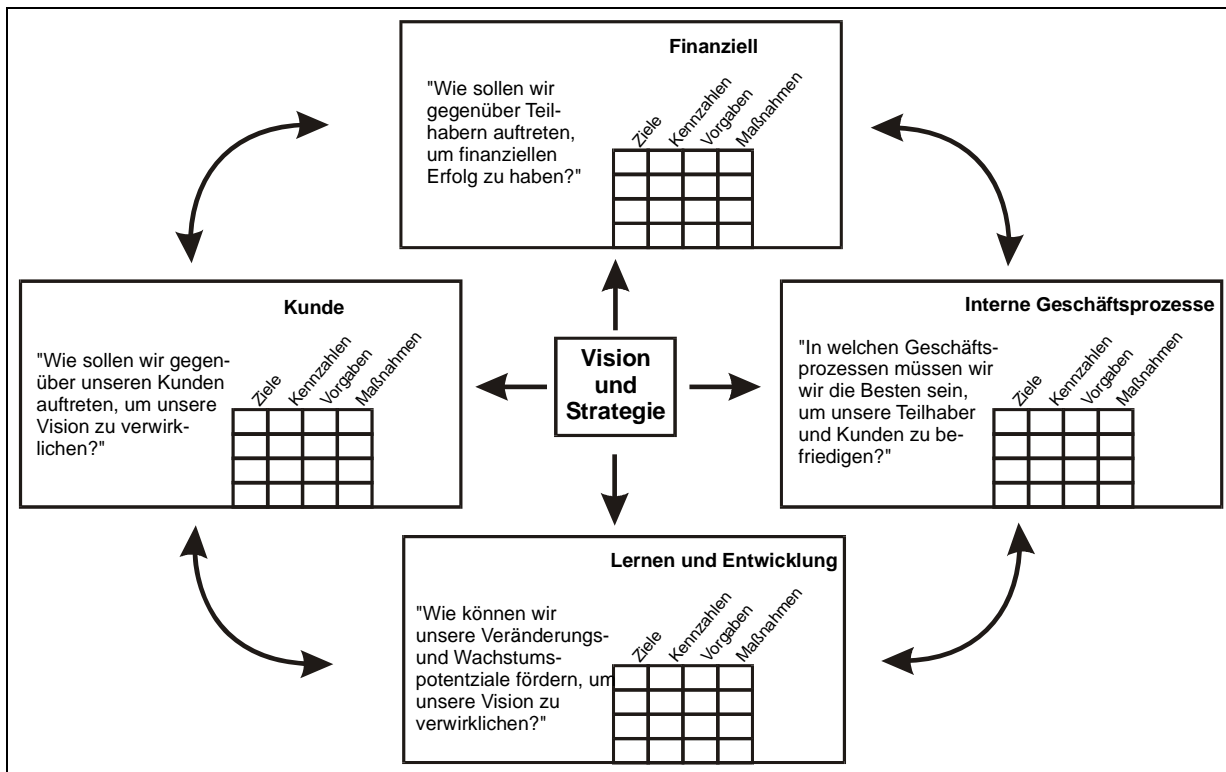 Finanziell
"Wie sollen wir
gegenüber Teil-
habern auftreten,
um finanziellen
Erfolg zu haben?"
Ziele
Kennzahlen
Vorgaben
Maßnahmen
Kunde
"Wie sollen wir gegen-
über unseren Kunden
auftreten, um unsere
Vision zu verwirk-
lichen?"
Ziele
Kennzahlen
Vorgaben
Maßnahmen
Vision
und
Strategie
Interne Geschäftsprozesse
"In welchen Geschäfts-
prozessen müssen wir
wir die Besten sein,
um unsere Teilhaber
und Kunden zu be-
friedigen?"
Ziele
Kennzahlen
Vorgaben
Maßnahmen
Lernen und Entwicklung
"Wie können wir
unsere Veränderungs-
und Wachstums-
potenziale fördern, um
unsere Vision zu
verwirklichen?"
Ziele
Kennzahlen
Vorgaben
Maßnahmen